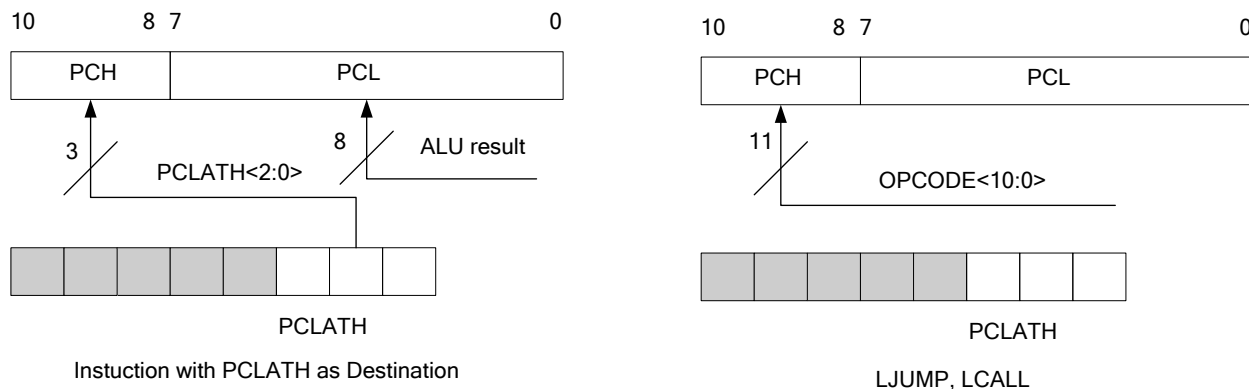 10 8 7 0
PCH PCL
3
8
ALU result
PCLATH<2:0>
PCLATH
Instuction with PCLATH as Destination
10 8 7 0
PCH PCL
11
OPCODE<10:0>
PCLATH
LJUMP, LCALL